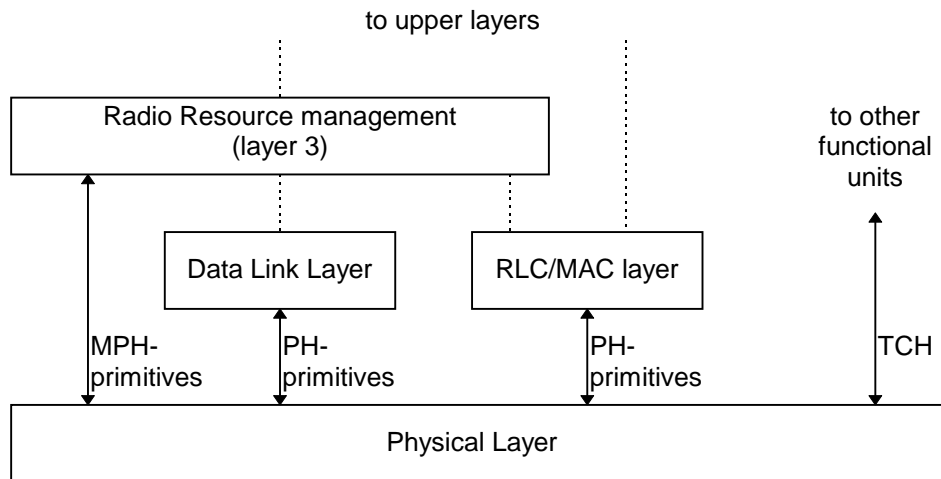 to upper layers
Radio Resource management
(layer 3)
to other
functional
units
Data Link Layer
RLC/MAC layer
MPH-
primitives
PH-
primitives
PH-
primitives
TCH
Physical Layer